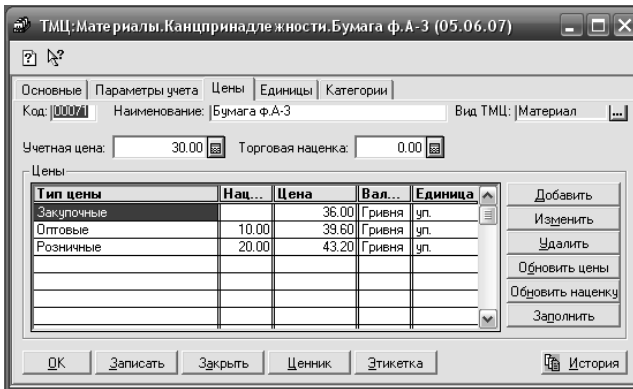 ТМЦ:Материалы.Канцпринадлежности.Бумага ф.А-3 (05.06.07)
Основные Параметры учета Цены Единицы Категории
Код: 00071 Наименование: Бумага ф.А-3 Вид ТМЦ: Материал ...
Учетная цена: 30.00 Торговая наценка: 0.00
Цены
Тип цены Нац... Цена Вал... Единица
Закупочные 36.00 Гривня уп.
Оптовые 10.00 39.60 Гривня уп.
Розничные 20.00 43.20 Гривня уп.
Добавить
Изменить
Удалить
Обновить цены
Обновить наценку
Заполнить
OK Записать Закрыть Ценник Этикетка История